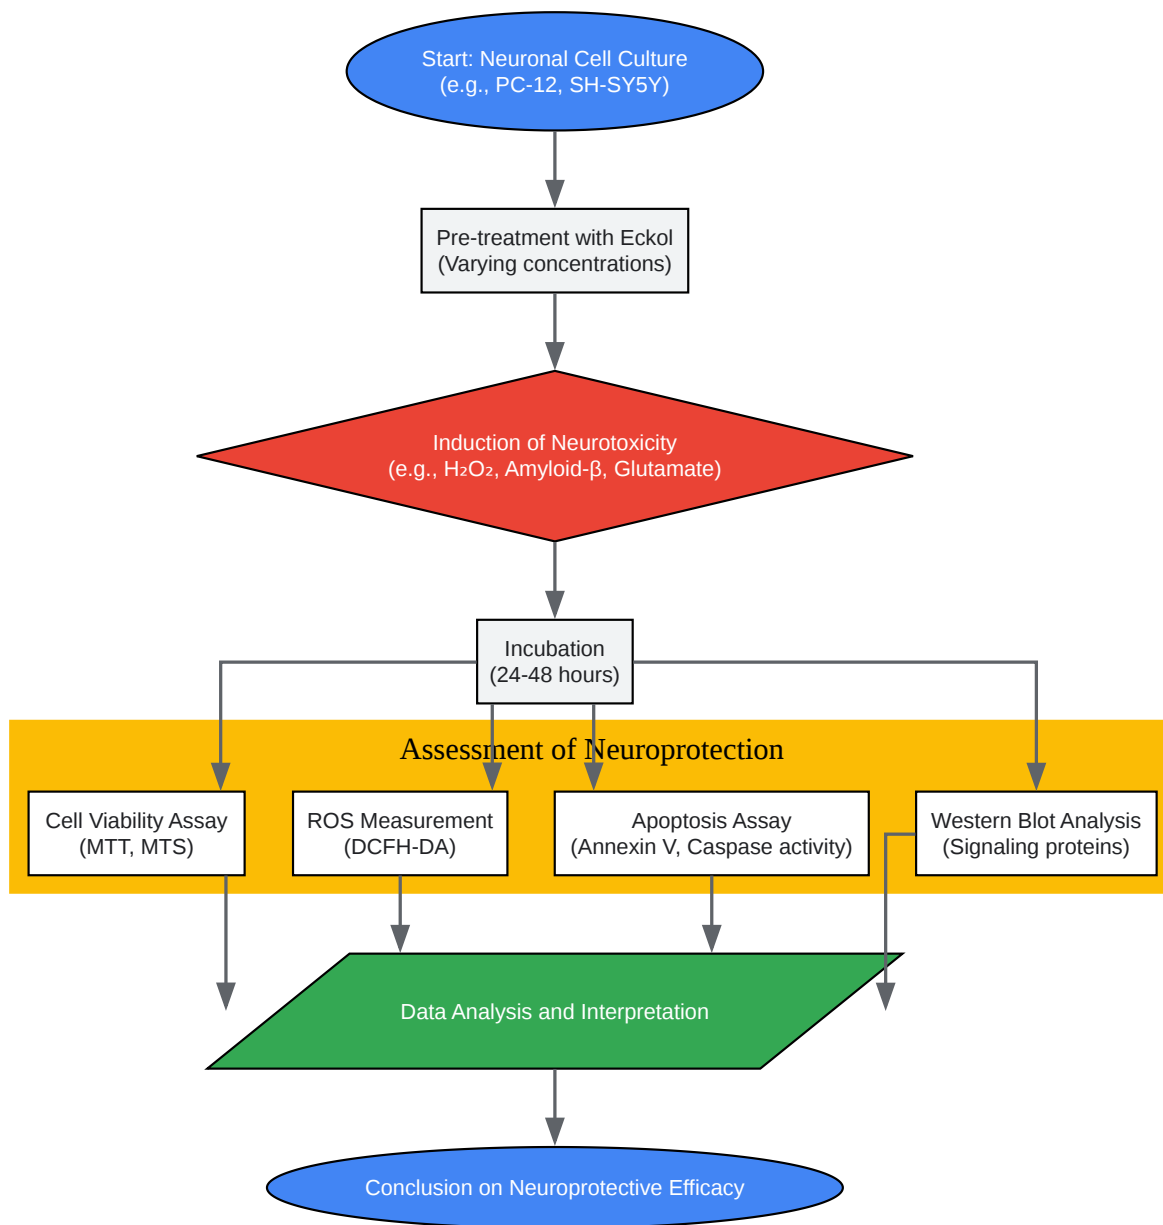 Start: Neuronal Cell Culture
(e.g., PC-12, SH-SY5Y)
Pre-treatment with Eckol
(Varying concentrations)
Induction of Neurotoxicity
(e.g., H₂O₂, Amyloid-β, Glutamate)
Incubation
(24-48 hours)
Assessment of Neuroprotection
Cell Viability Assay
(MTT, MTS)
ROS Measurement
(DCFH-DA)
Apoptosis Assay
(Annexin V, Caspase activity)
Western Blot Analysis
(Signaling proteins)
Data Analysis and Interpretation
Conclusion on Neuroprotective Efficacy